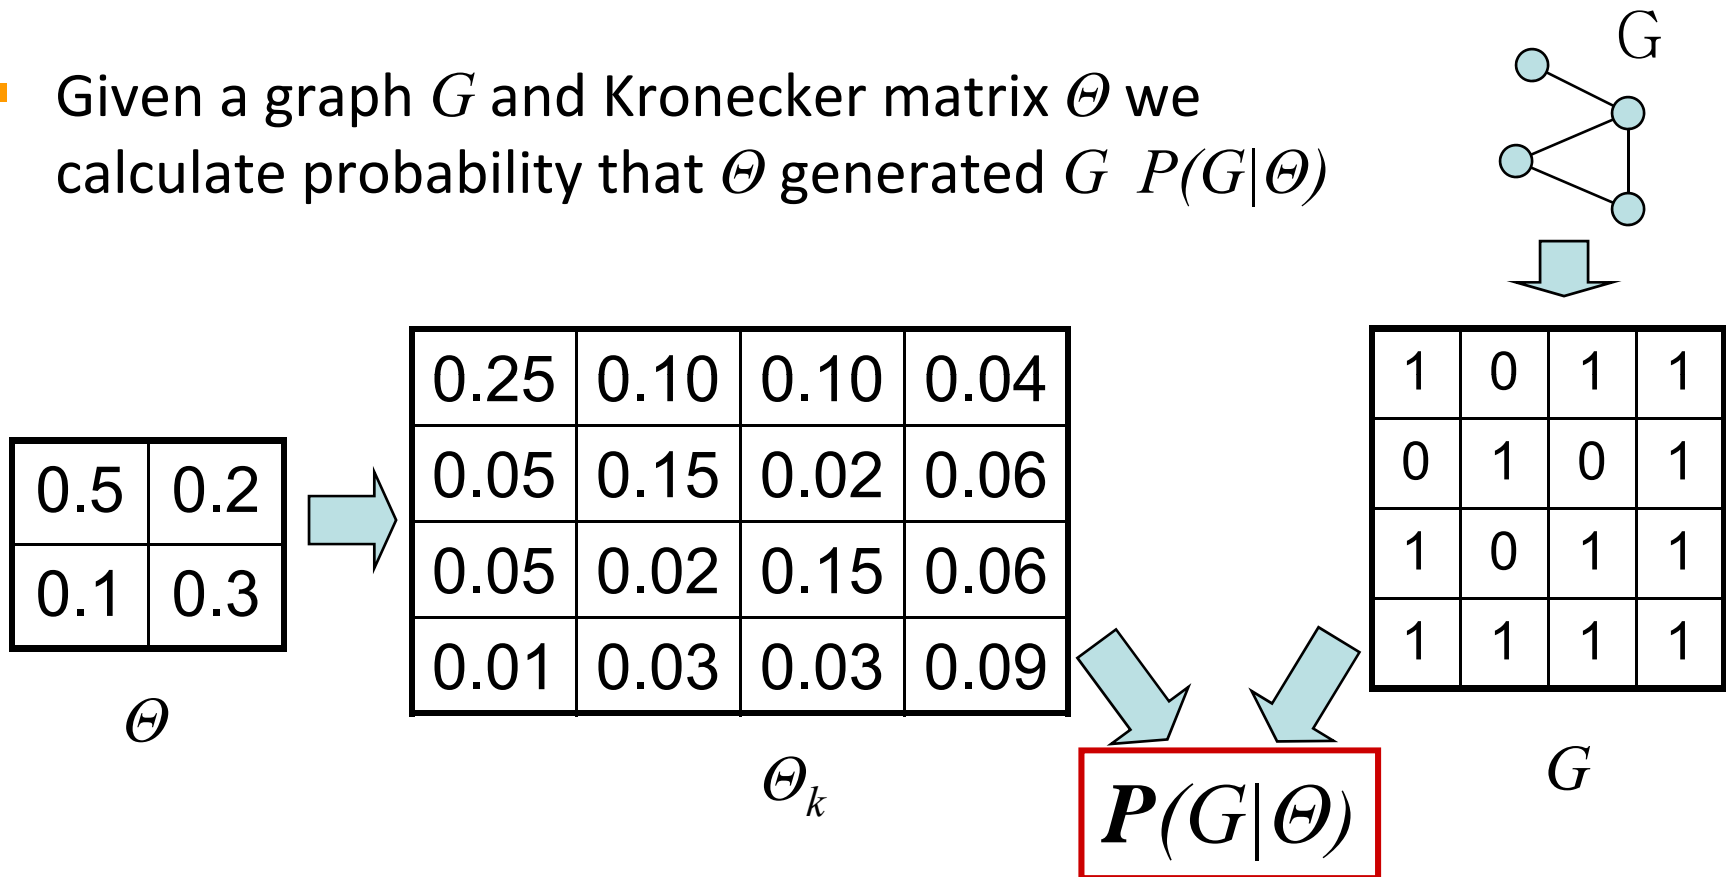 G
Given a graph G and Kronecker matrix Θ we
calculate probability that Θ generated G P(G|Θ)
0.5 0.2
0.1 0.3
Θ
0.25 0.10 0.10 0.04
0.05 0.15 0.02 0.06
0.05 0.02 0.15 0.06
0.01 0.03 0.03 0.09
Θk
1 0 1 1
0 1 0 1
1 0 1 1
1 1 1 1
G
P(G|Θ)